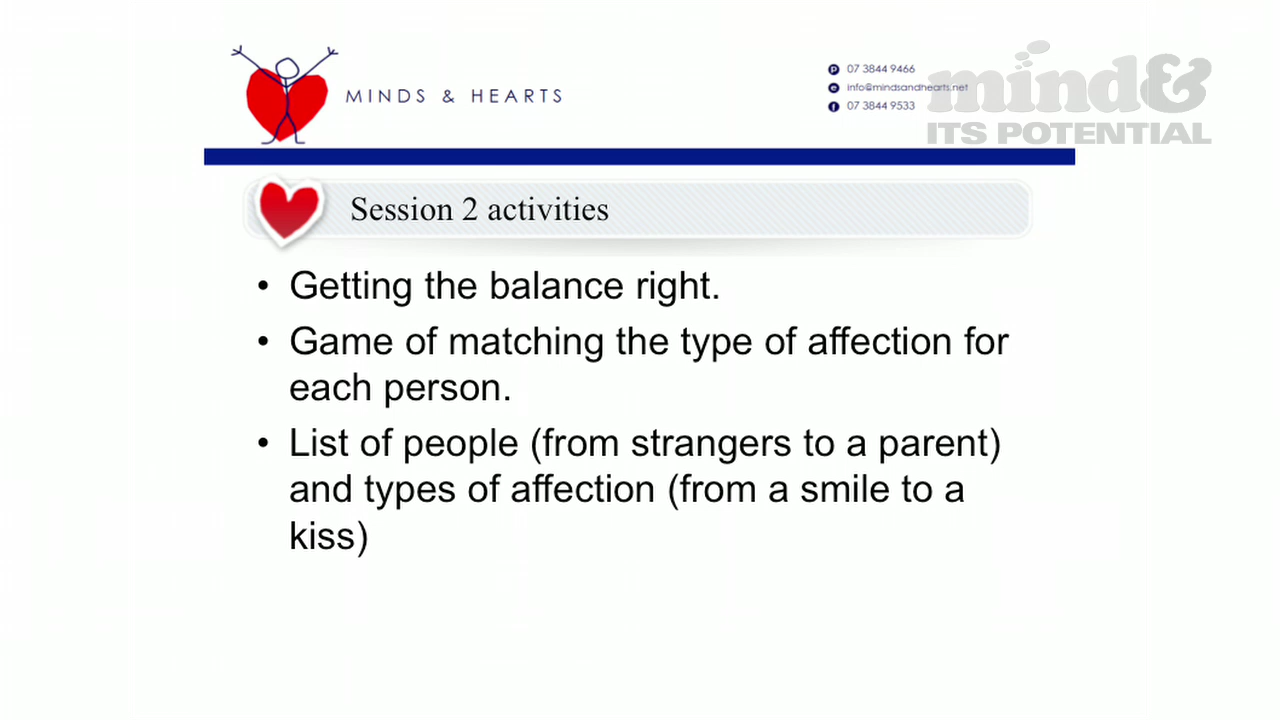 MINDS & HEARTS
07 3844 9466
info@mindsandhearts.net
07 3844 9533
mind&
ITS POTENTIAL
Session 2 activities
• Getting the balance right.
• Game of matching the type of affection for
each person.
• List of people (from strangers to a parent)
and types of affection (from a smile to a
kiss)